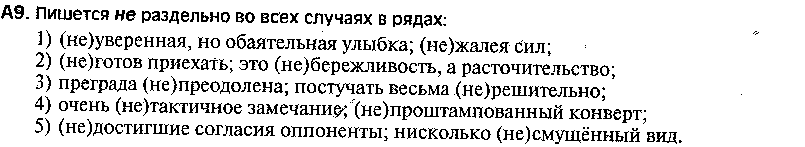 А9. Пишется не раздельно во всех случаях в рядах:
1) (не)уверенная, но обаятельная улыбка; (не)жалея сил;
2) (не)готов приехать; это (не)бережливость, а расточительство;
3) преграда (не)преодолена; постучать весьма (не)решительно;
4) очень (не)тактичное замечание; (не)проштампованный конверт;
5) (не)достигшие согласия оппоненты; нисколько (не)смущённый вид.